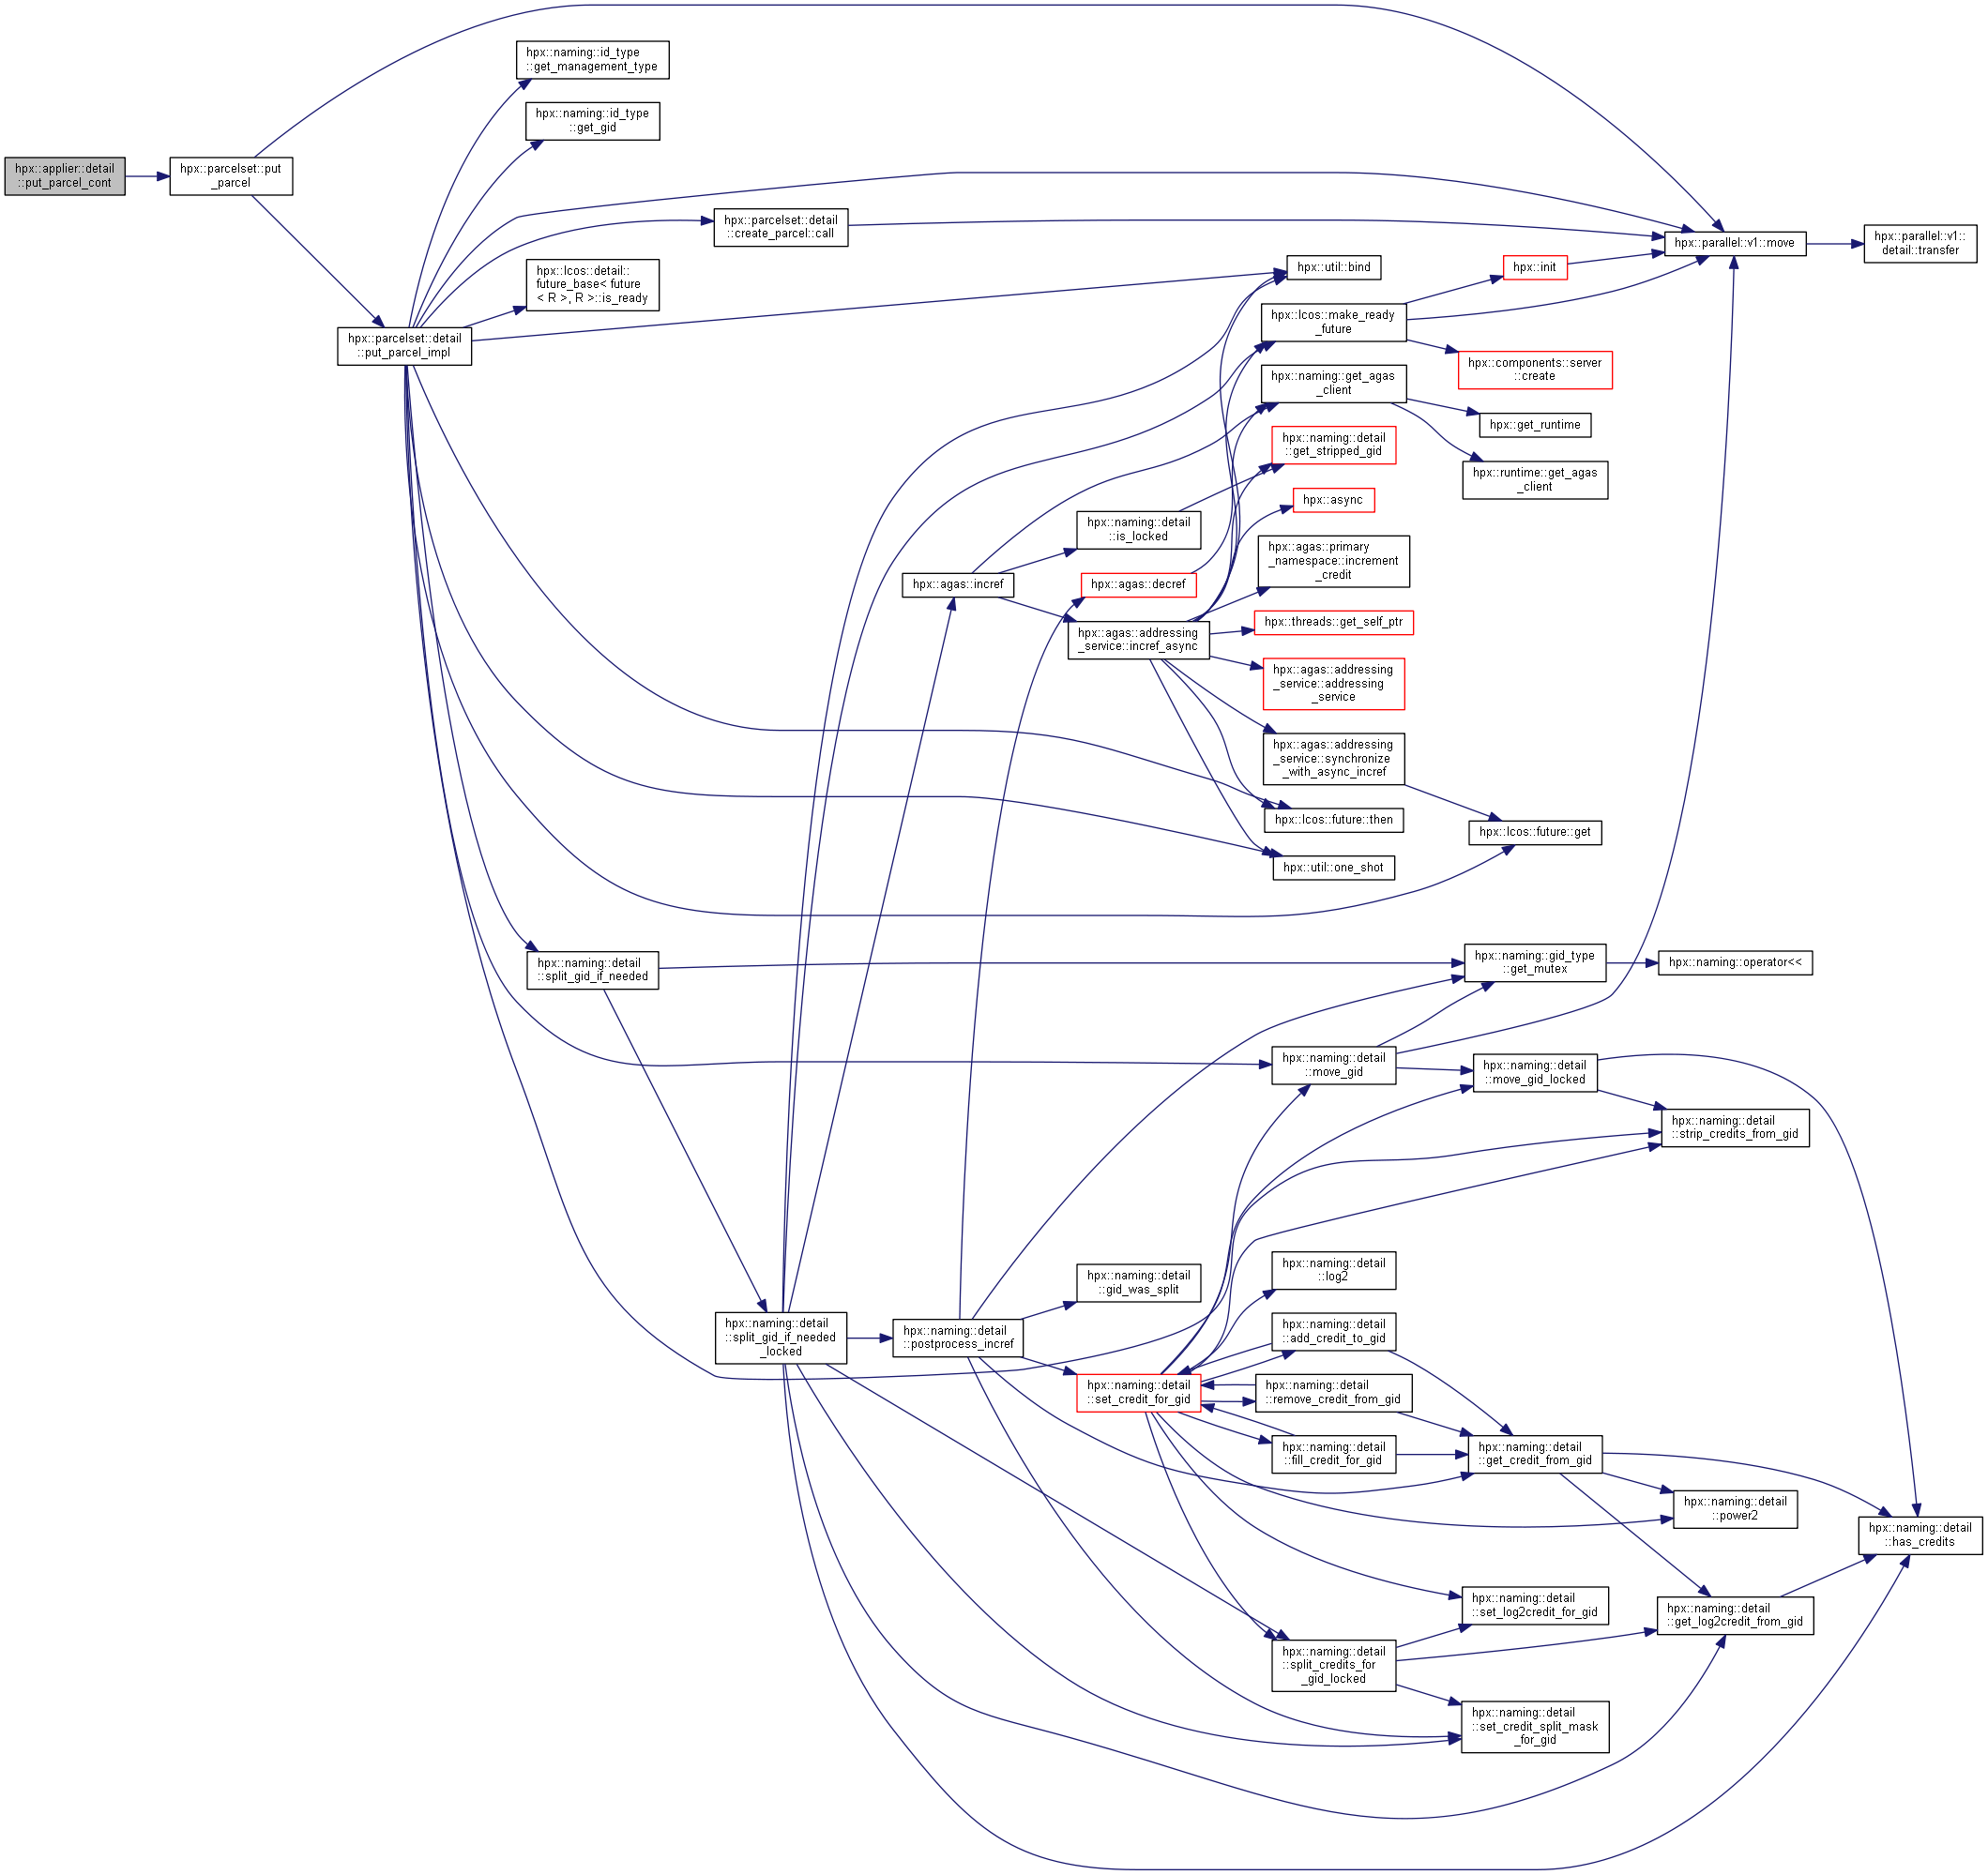 hpx::naming::id_type
::get_management_type
hpx::naming::id_type
::get_gid
hpx::applier::detail
::put_parcel_cont
hpx::parcelset::put
_parcel
hpx::parcelset::detail
::create_parcel::call
hpx::parallel::v1::move
hpx::parallel::v1::
detail::transfer
hpx::lcos::detail::
future_base< future
< R >, R >::is_ready
hpx::util::bind
hpx::init
hpx::parcelset::detail
::put_parcel_impl
hpx::lcos::make_ready
_future
hpx::components::server
::create
hpx::naming::get_agas
_client
hpx::get_runtime
hpx::naming::detail
::get_stripped_gid
hpx::runtime::get_agas
_client
hpx::async
hpx::naming::detail
::is_locked
hpx::agas::primary
_namespace::increment
_credit
hpx::agas::incref
hpx::agas::decref
hpx::threads::get_self_ptr
hpx::agas::addressing
_service::incref_async
hpx::agas::addressing
_service::addressing
_service
hpx::agas::addressing
_service::synchronize
_with_async_incref
hpx::lcos::future::then
hpx::lcos::future::get
hpx::util::one_shot
hpx::naming::detail
::split_gid_if_needed
hpx::naming::gid_type
::get_mutex
hpx::naming::operator<<
hpx::naming::detail
::move_gid
hpx::naming::detail
::move_gid_locked
hpx::naming::detail
::strip_credits_from_gid
hpx::naming::detail
::gid_was_split
hpx::naming::detail
::log2
hpx::naming::detail
::split_gid_if_needed
_locked
hpx::naming::detail
::postprocess_incref
hpx::naming::detail
::add_credit_to_gid
hpx::naming::detail
::set_credit_for_gid
hpx::naming::detail
::remove_credit_from_gid
hpx::naming::detail
::fill_credit_for_gid
hpx::naming::detail
::get_credit_from_gid
hpx::naming::detail
::power2
hpx::naming::detail
::has_credits
hpx::naming::detail
::set_log2credit_for_gid
hpx::naming::detail
::get_log2credit_from_gid
hpx::naming::detail
::split_credits_for
_gid_locked
hpx::naming::detail
::set_credit_split_mask
_for_gid